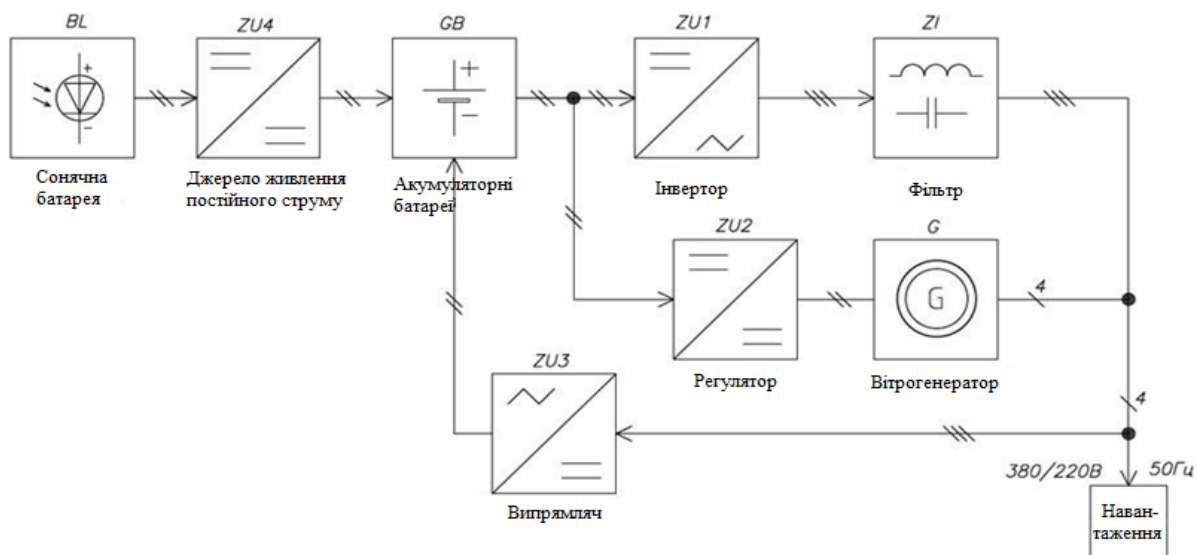 BL
ZU4
GB
ZU1
ZI
+
-
+
-
Сонячна
батарея
Джерело живлення
постійного струму
Акумуляторні
батареї
Інвертор
Фільтр
ZU2
G
G
4
Регулятор
Вітрогенератор
ZU3
4
Випрямляч
380/220В
50Гц
Наван-
таження